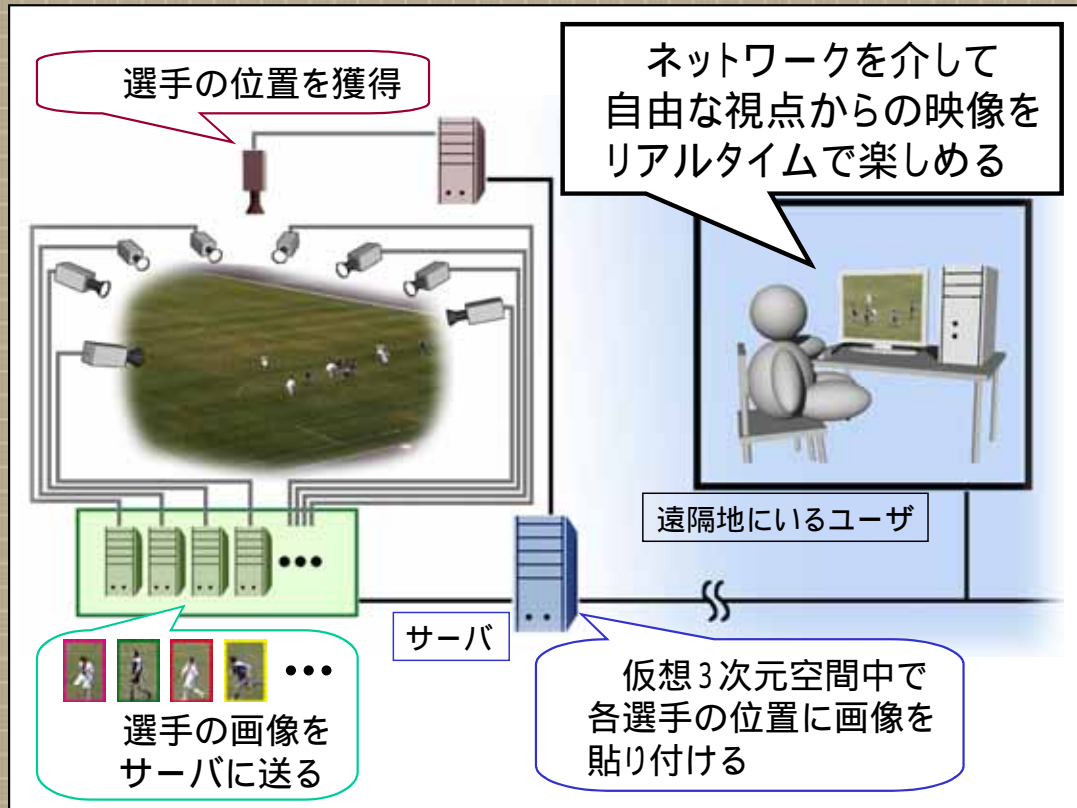 選手の位置を獲得
ネットワークを介して
自由な視点からの映像を
リアルタイムで楽しめる
遠隔地にいるユーザ
サーバ
選手の画像を
サーバに送る
仮想3次元空間中で
各選手の位置に画像を
貼り付ける